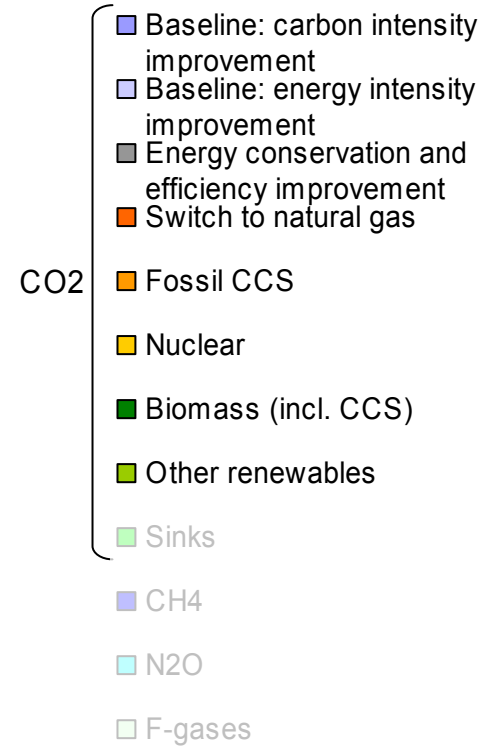 Baseline: carbon intensity
improvement
Baseline: energy intensity
improvement
Energy conservation and
efficiency improvement
Switch to natural gas
CO2
Fossil CCS
Nuclear
Biomass (incl. CCS)
Other renewables
Sinks
CH4
N2O
F-gases